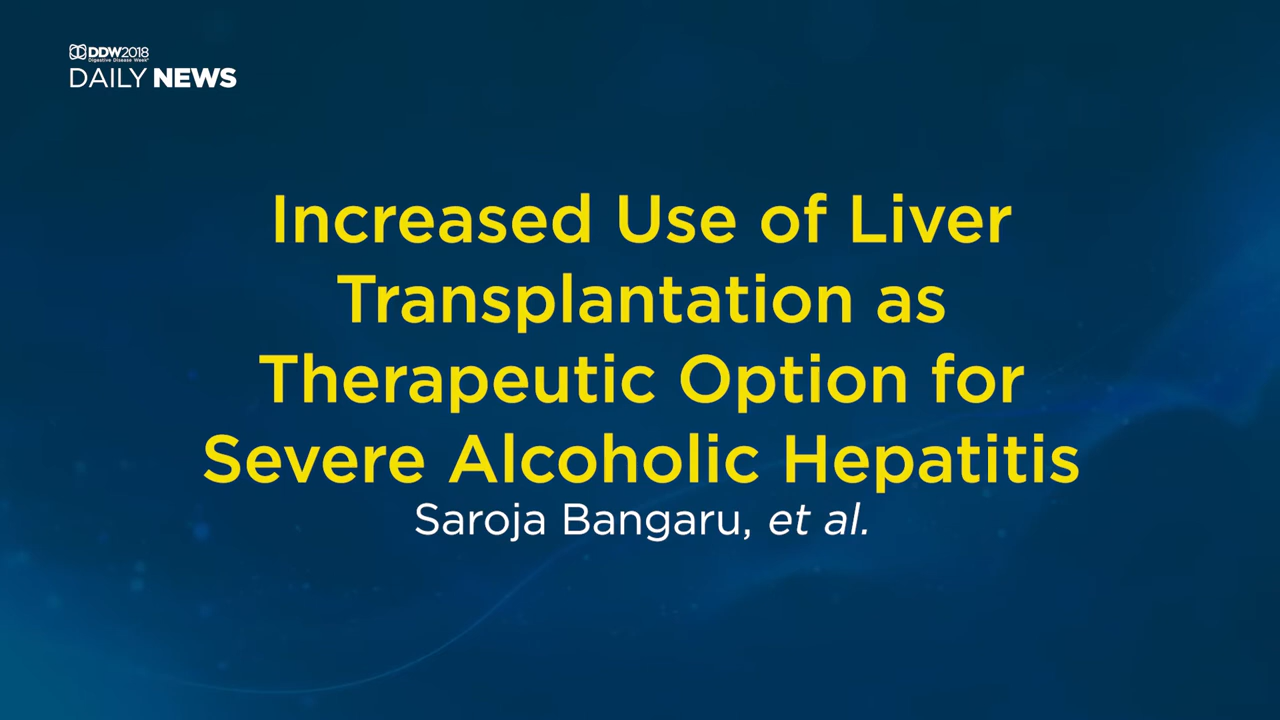 DDW2018
Digestive Disease Week®
DAILY NEWS
Increased Use of Liver
Transplantation as
Therapeutic Option for
Severe Alcoholic Hepatitis
Saroja Bangaru, et al.